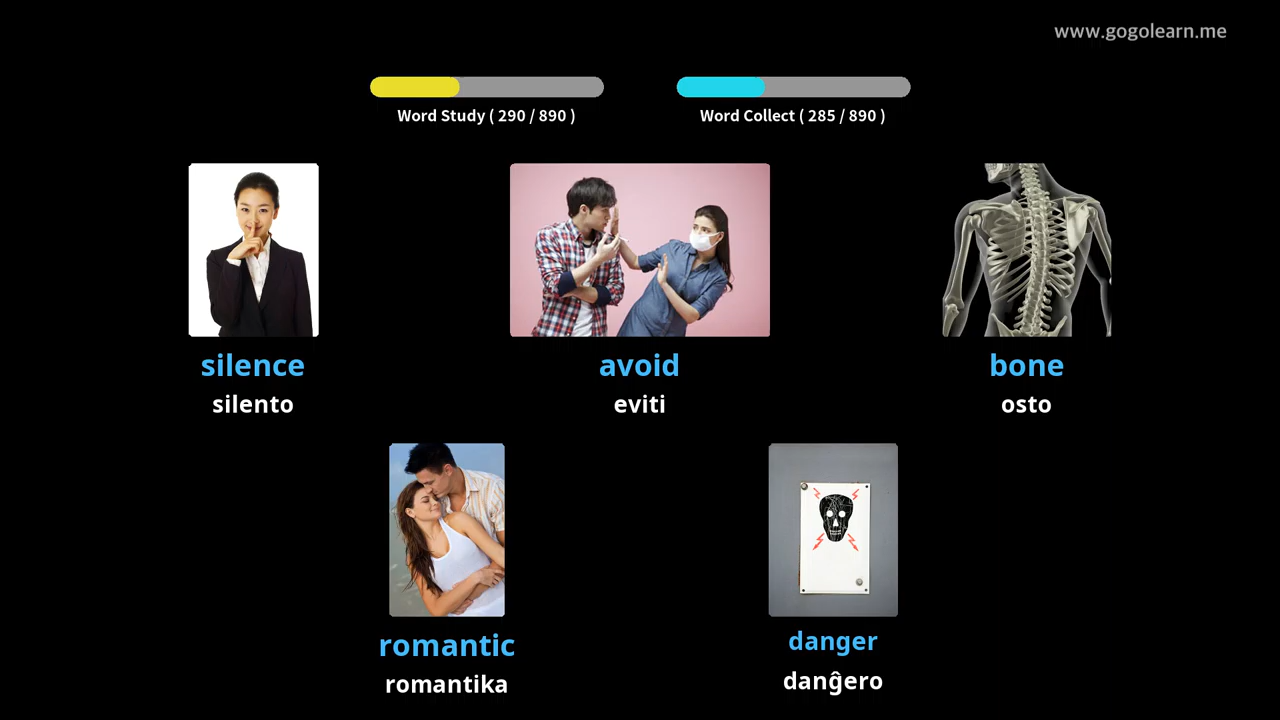 www.gogolearn.me
Word Study ( 290 / 890 )
Word Collect ( 285 / 890 )
silence
silento
avoid
eviti
bone
osto
romantic
romantika
danger
danĝero